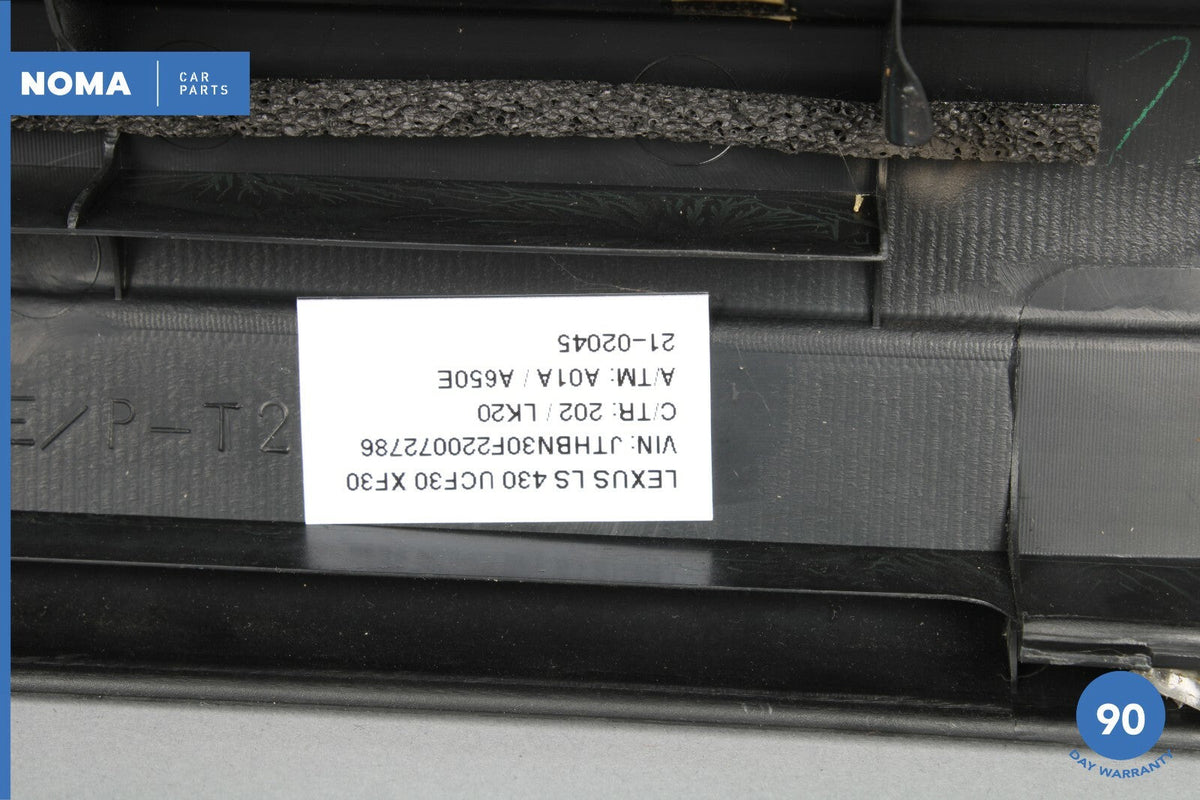 NOMA
CAR
PARTS
E/P-T2
LEXUS LS 430 UCF30 XF30
VIN: JTHBN30F220072786
C/TR: 202 / LK20
A/TM: A01A / A650E
21-02045
90
DAY WARRANTY